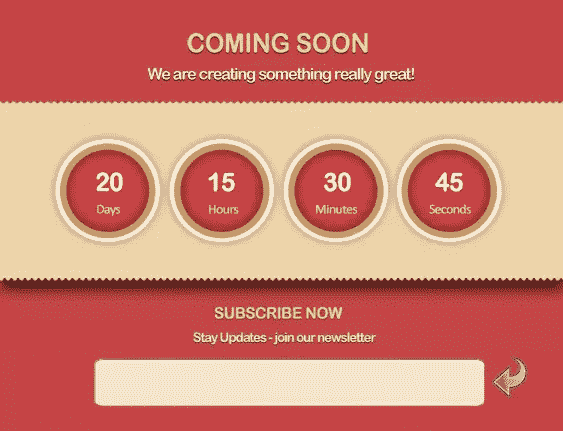 COMING SOON
We are creating something really great!
20 15 30 45
Days Hours Minutes Seconds
SUBSCRIBE NOW
Stay Updates - join our newsletter